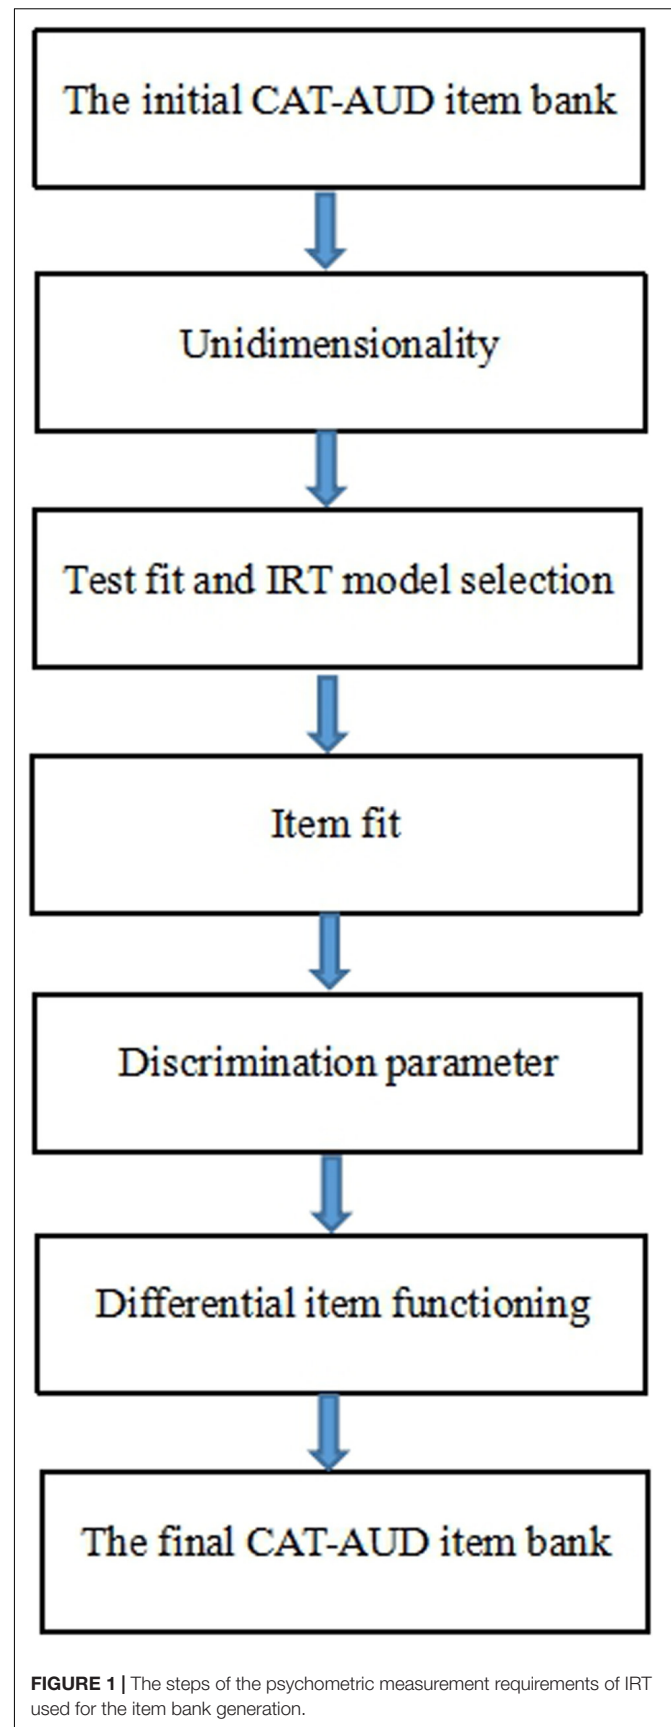 The initial CAT-AUD item bank
Unidimensionality
Test fit and IRT model selection
Item fit
Discrimination parameter
Differential item functioning
The final CAT-AUD item bank
FIGURE 1 | The steps of the psychometric measurement requirements of IRT
used for the item bank generation.